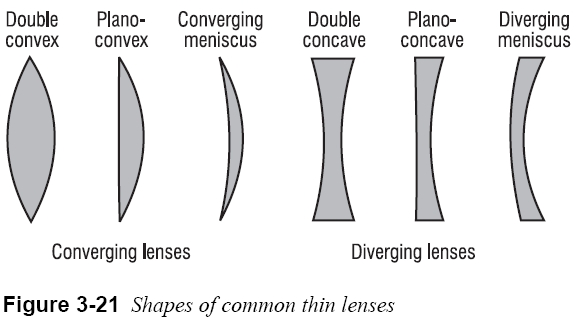 Double convex
Plano-convex
Converging meniscus
Double concave
Plano-concave
Diverging meniscus
Converging lenses
Diverging lenses
Figure 3-21 Shapes of common thin lenses